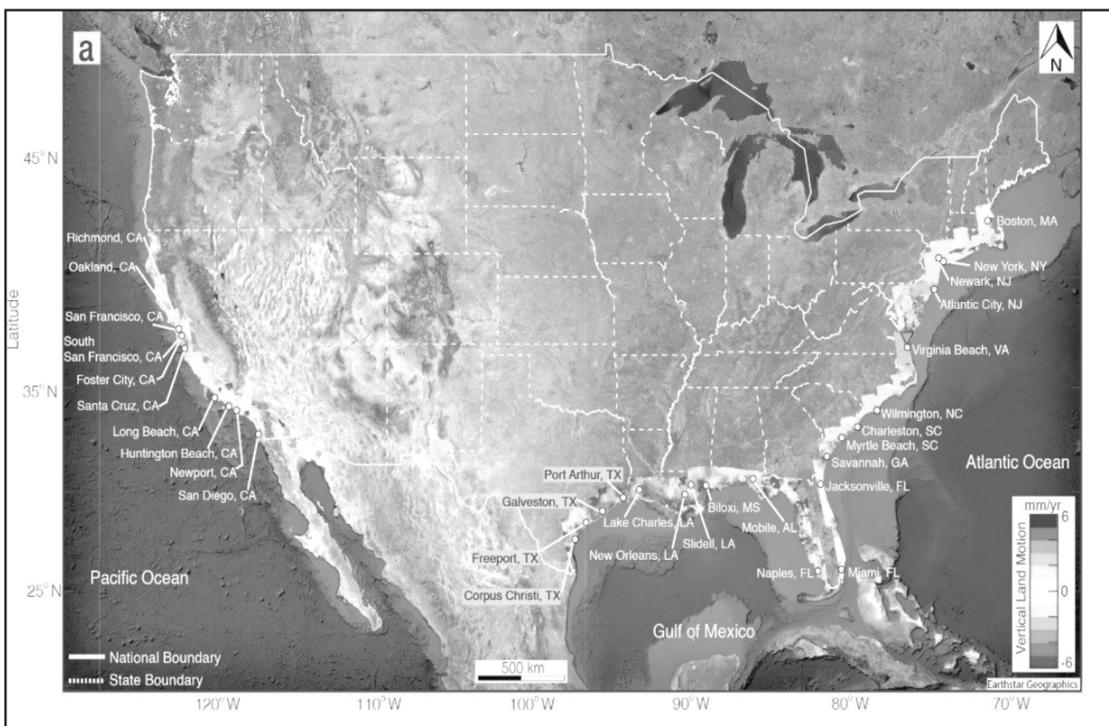 a
N
45°N
35°N
25°N
Latitude
Richmond, CA
Oakland, CA
San Francisco, CA
South
San Francisco, CA
Foster City, CA
Santa Cruz, CA
Long Beach, CA
Huntington Beach, CA
Newport, CA
San Diego, CA
Port Arthur, TX
Galveston, TX
Freeport, TX
Corpus Christi, TX
Lake Charles, LA
New Orleans, LA
Slidell, LA
Biloxi, MS
Mobile, AL
Naples, FL
Miami, FL
Jacksonville, FL
Savannah, GA
Myrtle Beach, SC
Charleston, SC
Wilmington, NC
Virginia Beach, VA
Atlantic City, NJ
Newark, NJ
New York, NY
Boston, MA
Pacific Ocean
Gulf of Mexico
Atlantic Ocean
mm/yr
6
0
-6
Vertical Land Motion
Earthstar Geographics
National Boundary
State Boundary
500 km
120°W
110°W
100°W
90°W
80°W
70°W